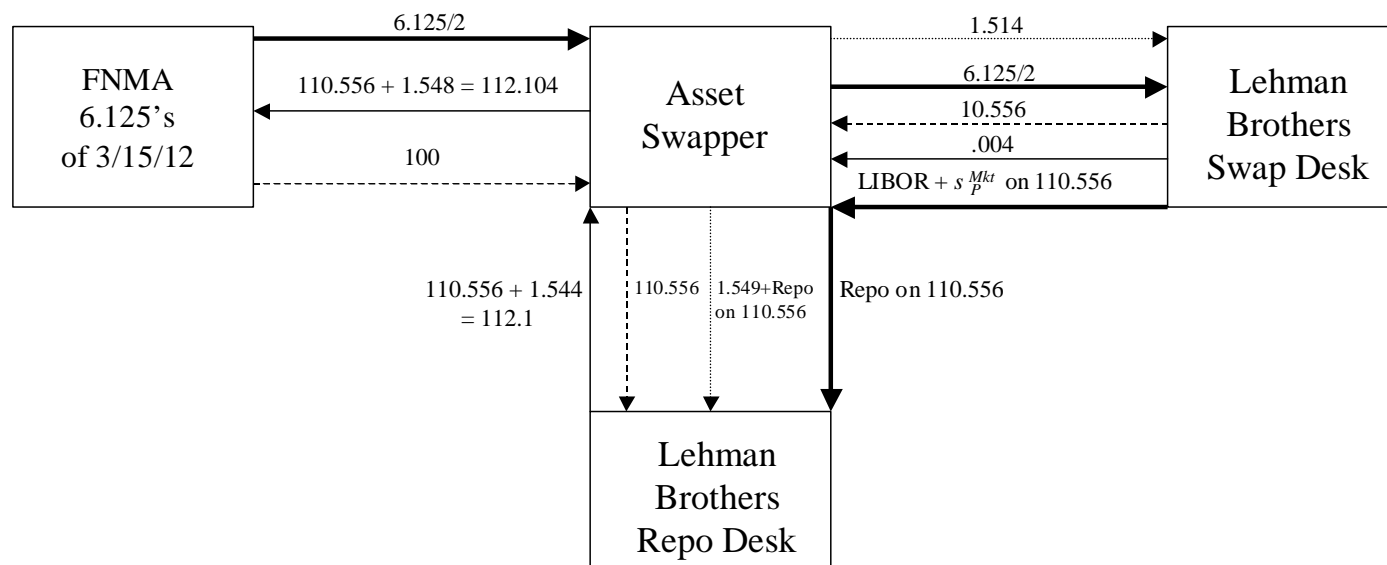 6.125/2
1.514
FNMA
6.125's
of 3/15/12
110.556 + 1.548 = 112.104
100
Asset
Swapper
6.125/2
10.556
.004
LIBOR + s P Mkt on 110.556
Lehman
Brothers
Swap Desk
110.556 + 1.544
= 112.1
110.556
1.549+Repo
on 110.556
Repo on 110.556
Lehman
Brothers
Repo Desk